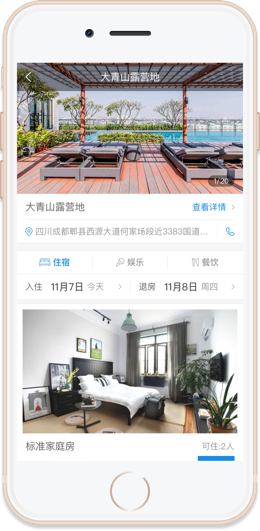 大青山露营地
1/20
大青山露营地 查看详情
四川成都郫县西源大道何家场段近3383国道...
住宿 娱乐 餐饮
入住 11月7日 今天 退房 11月8日 周四
标准家庭房 可住:2人